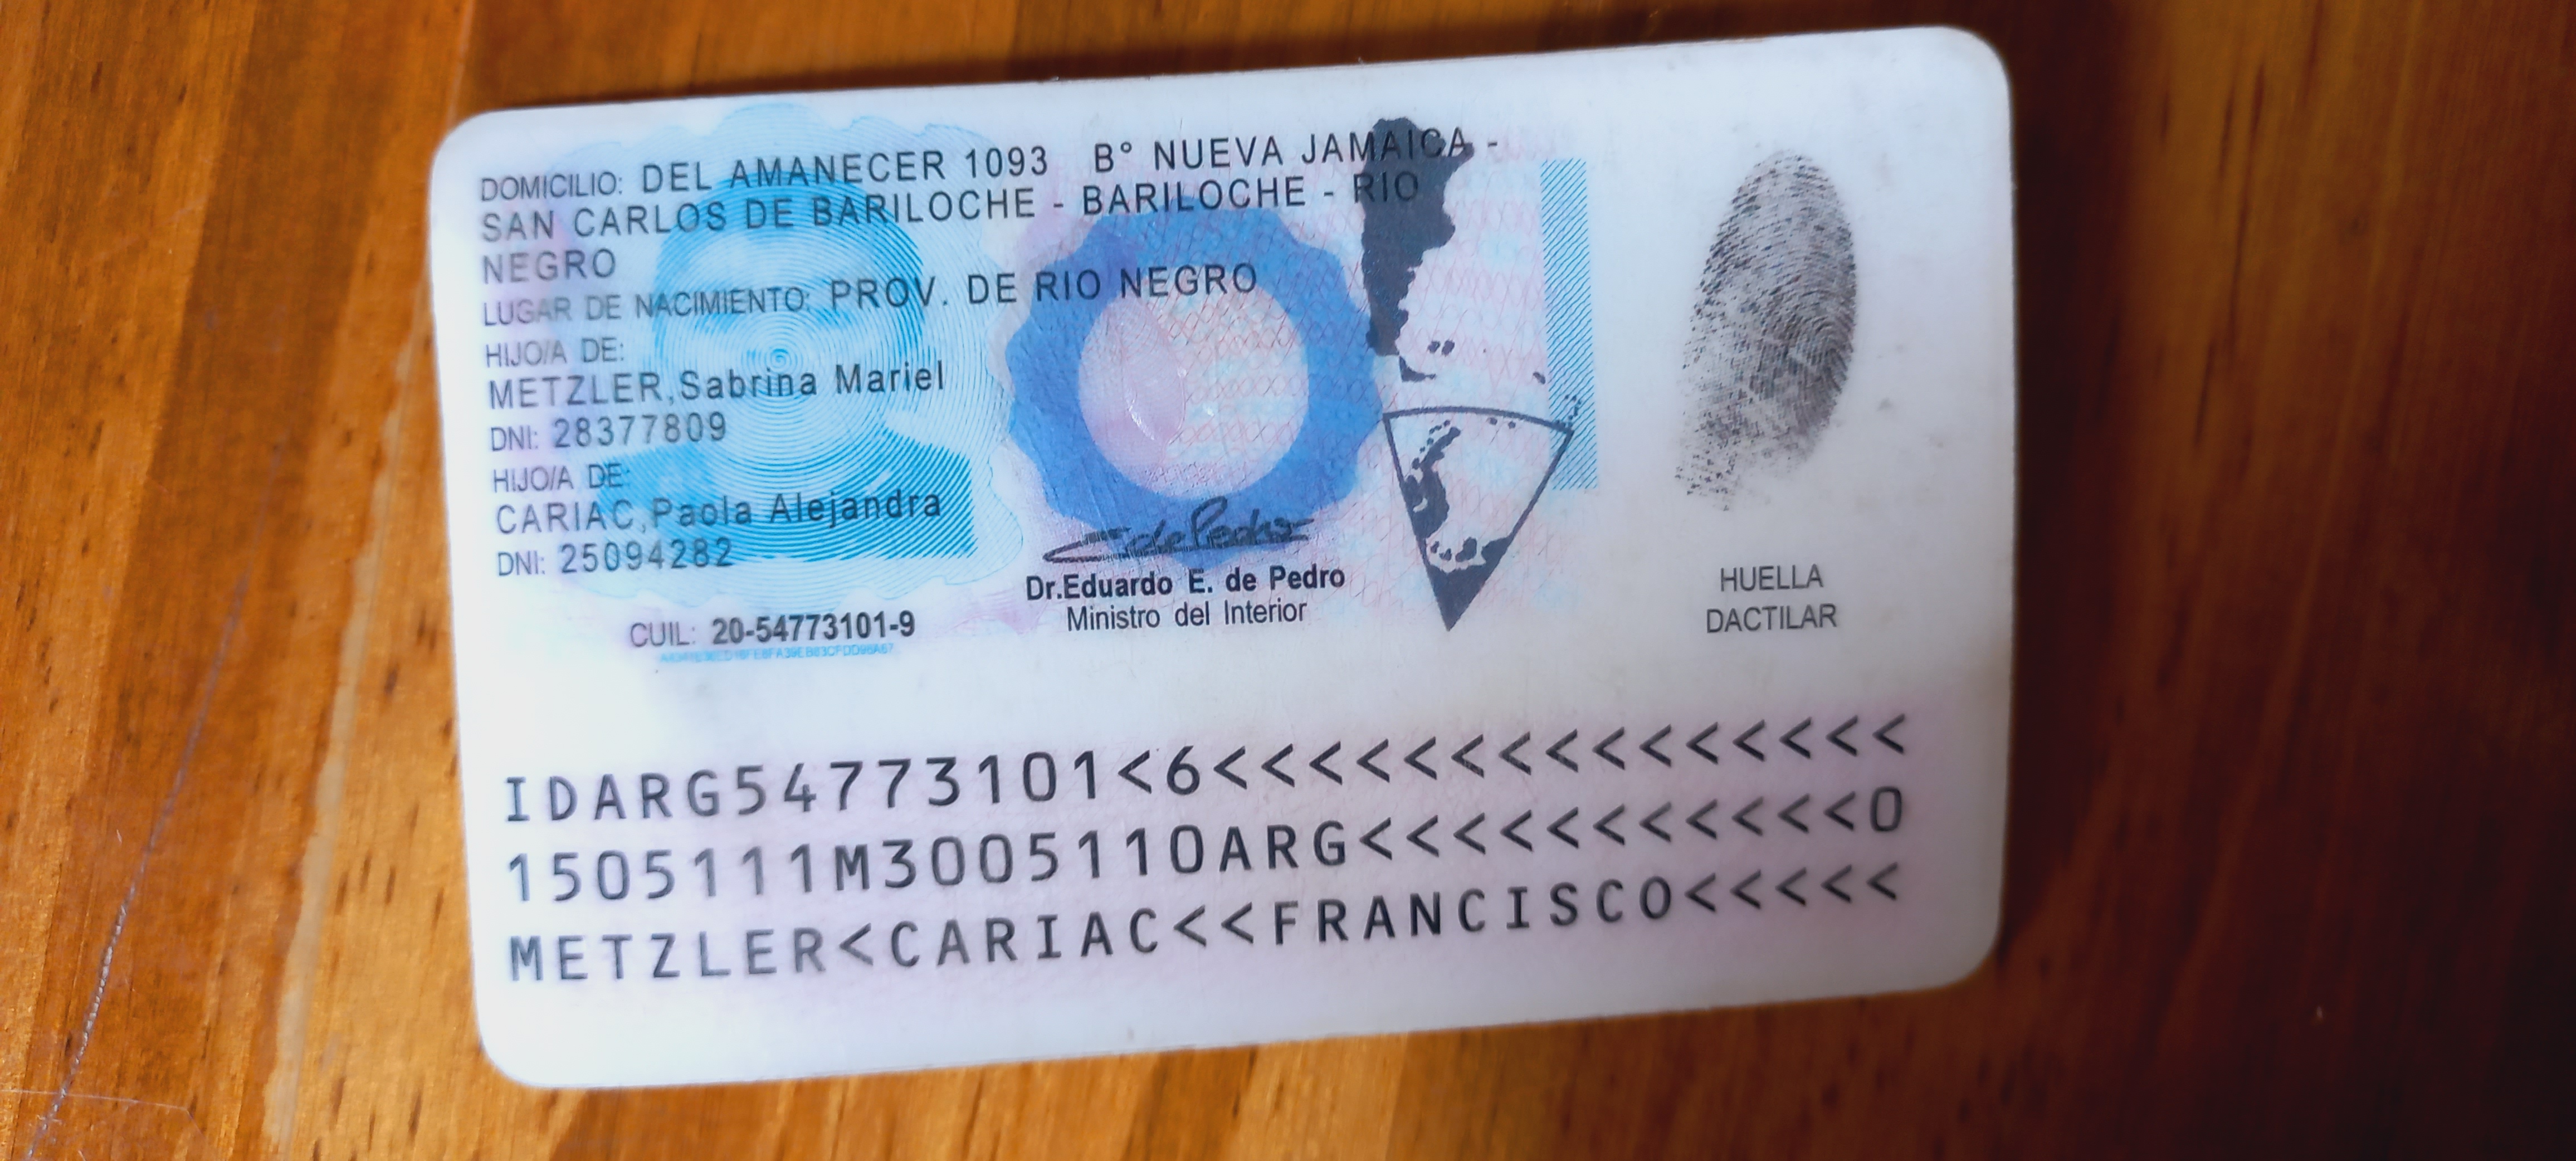 DOMICILIO: DEL AMANECER 1093 B° NUEVA JAMAICA -
SAN CARLOS DE BARILOCHE - BARILOCHE - RIO
NEGRO
LUGAR DE NACIMIENTO: PROV. DE RIO NEGRO
HIJO/A DE:
METZLER,Sabrina Mariel
DNI: 28377809
HIJO/A DE:
CARIAC,Paola Alejandra
DNI: 25094282
CUIL: 20-54773101-9
Dr.Eduardo E. de Pedro
Ministro del Interior
HUELLA
DACTILAR
IDARG54773101<6<<<<<<<<<<<<<<<
1505111M3005110ARG<<<<<<<<<<<0
METZLER<CARIAC<<FRANCISCO<<<<<